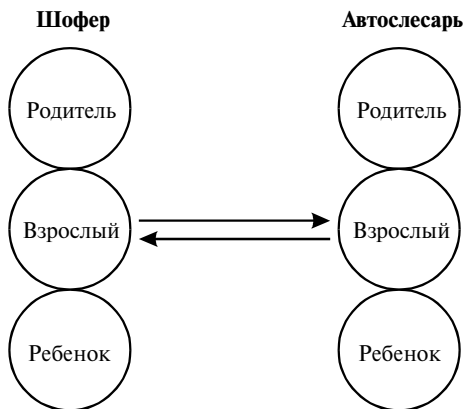 Шофер Автослесарь
Родитель Родитель
Взрослый Взрослый
Ребенок Ребенок